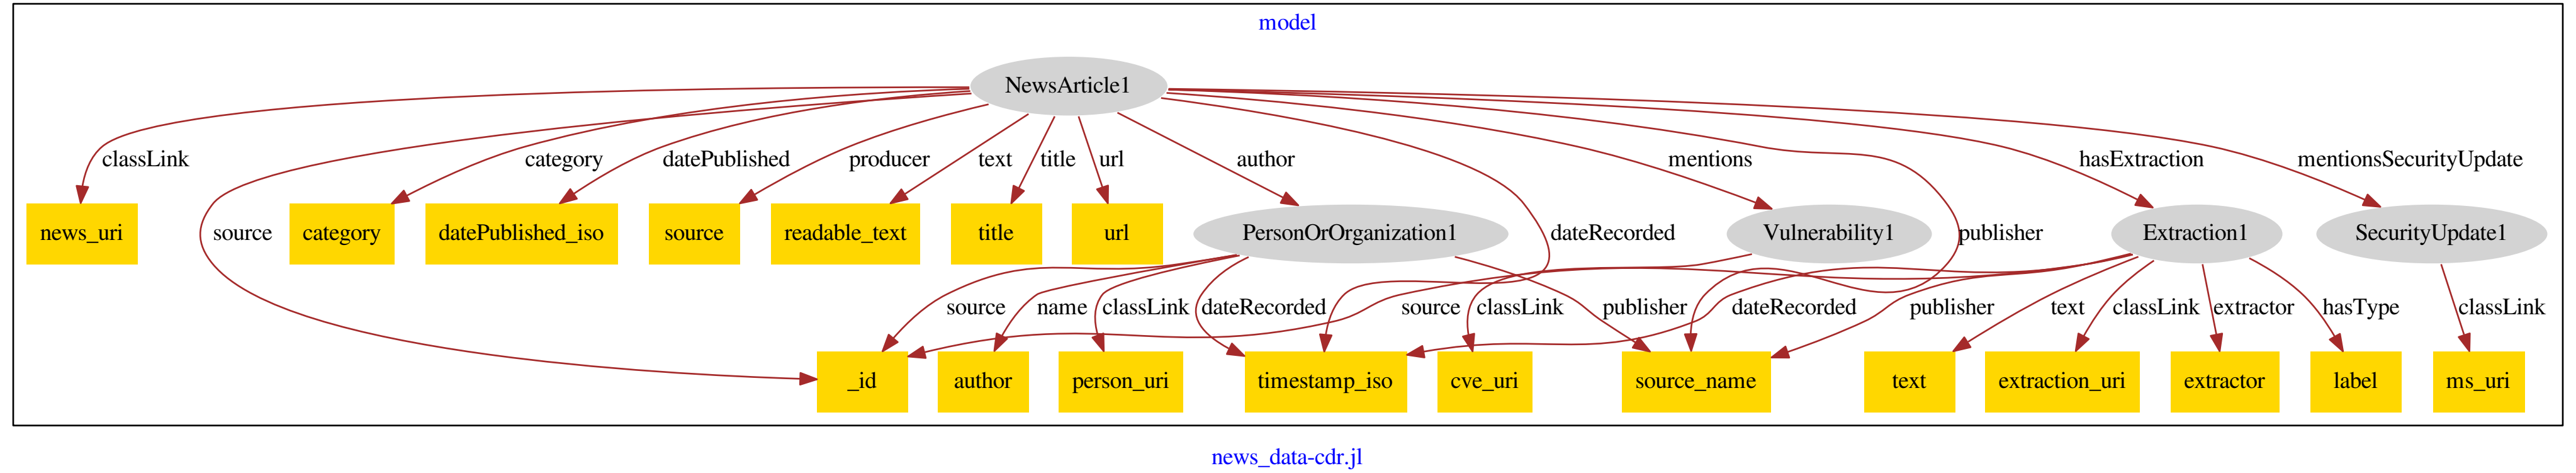 model
NewsArticle1
classLink
category
datePublished
producer
text
title
url
author
mentions
hasExtraction
mentionsSecurityUpdate
news_uri
source
category
datePublished_iso
source
readable_text
title
url
PersonOrOrganization1
dateRecorded
Vulnerability1
publisher
Extraction1
SecurityUpdate1
source
name
classLink
dateRecorded
source
classLink
publisher
dateRecorded
publisher
text
classLink
extractor
hasType
classLink
_id
author
person_uri
timestamp_iso
cve_uri
source_name
text
extraction_uri
extractor
label
ms_uri
news_data-cdr.jl